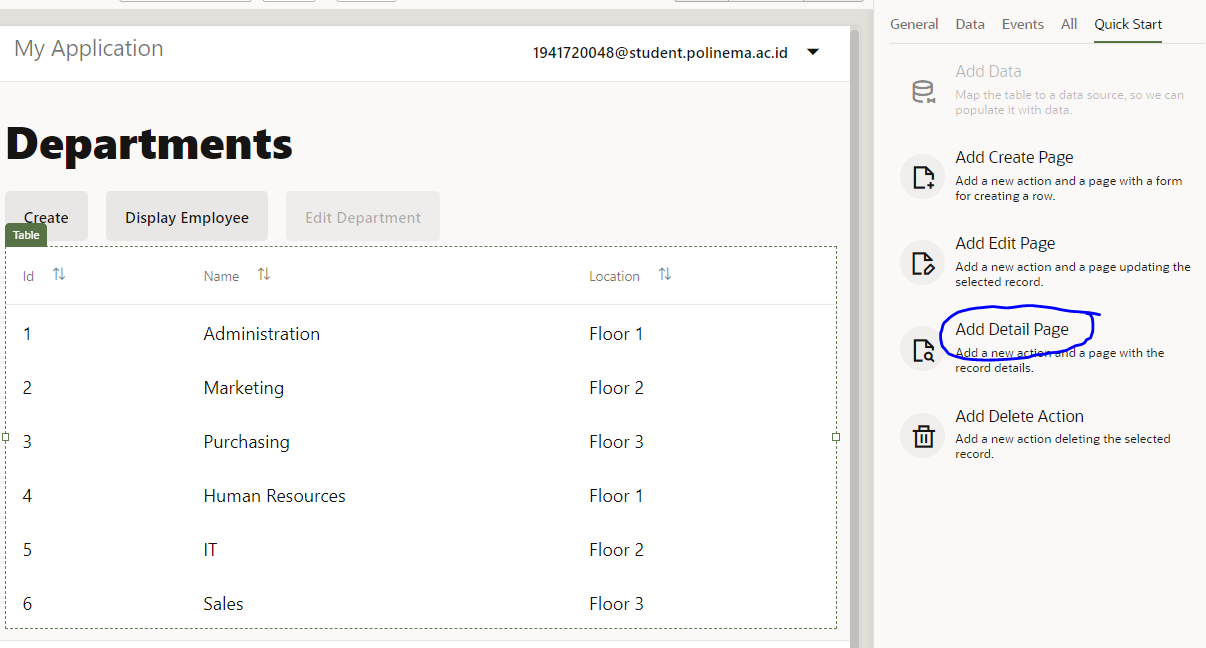 My Application
1941720048@student.polinema.ac.id
Departments
Create
Display Employee
Edit Department
Table
Id
Name
Location
1 Administration Floor 1
2 Marketing Floor 2
3 Purchasing Floor 3
4 Human Resources Floor 1
5 IT Floor 2
6 Sales Floor 3
General Data Events All Quick Start
Add Data
Map the table to a data source, so we can
populate it with data.
Add Create Page
Add a new action and a page with a form
for creating a row.
Add Edit Page
Add a new action and a page updating the
selected record.
Add Detail Page
Add a new action and a page with the
record details.
Add Delete Action
Add a new action deleting the selected
record.